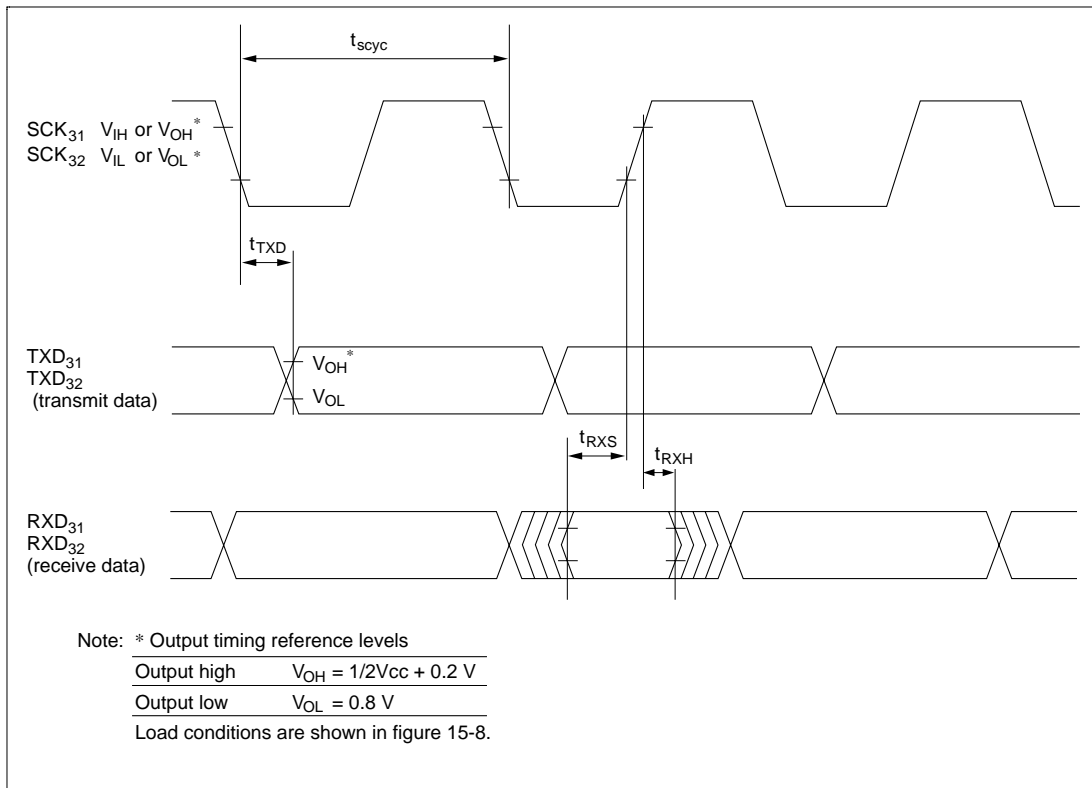 tscyc
SCK31 VIH or VOH*
SCK32 VIL or VOL *
tTXD
TXD31
TXD32
(transmit data)
VOH*
VOL
tRXS
tRXH
RXD31
RXD32
(receive data)
Note: * Output timing reference levels
Output high VOH = 1/2Vcc + 0.2 V
Output low VOL = 0.8 V
Load conditions are shown in figure 15-8.